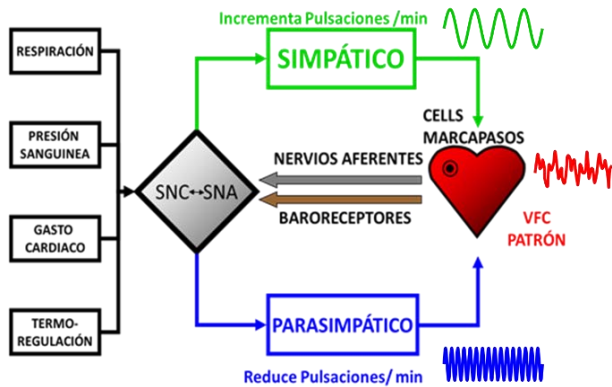 Incrementa Pulsaciones /min
SIMPÁTICO
RESPIRACIÓN
PRESIÓN
SANGUINEA
GASTO
CARDIACO
TERMO-
REGULACIÓN
SNC↔SNA
CELLS
MARCAPASOS
NERVIOS AFERENTES
BARORECEPTORES
VFC
PATRÓN
PARASIMPÁTICO
Reduce Pulsaciones/ min